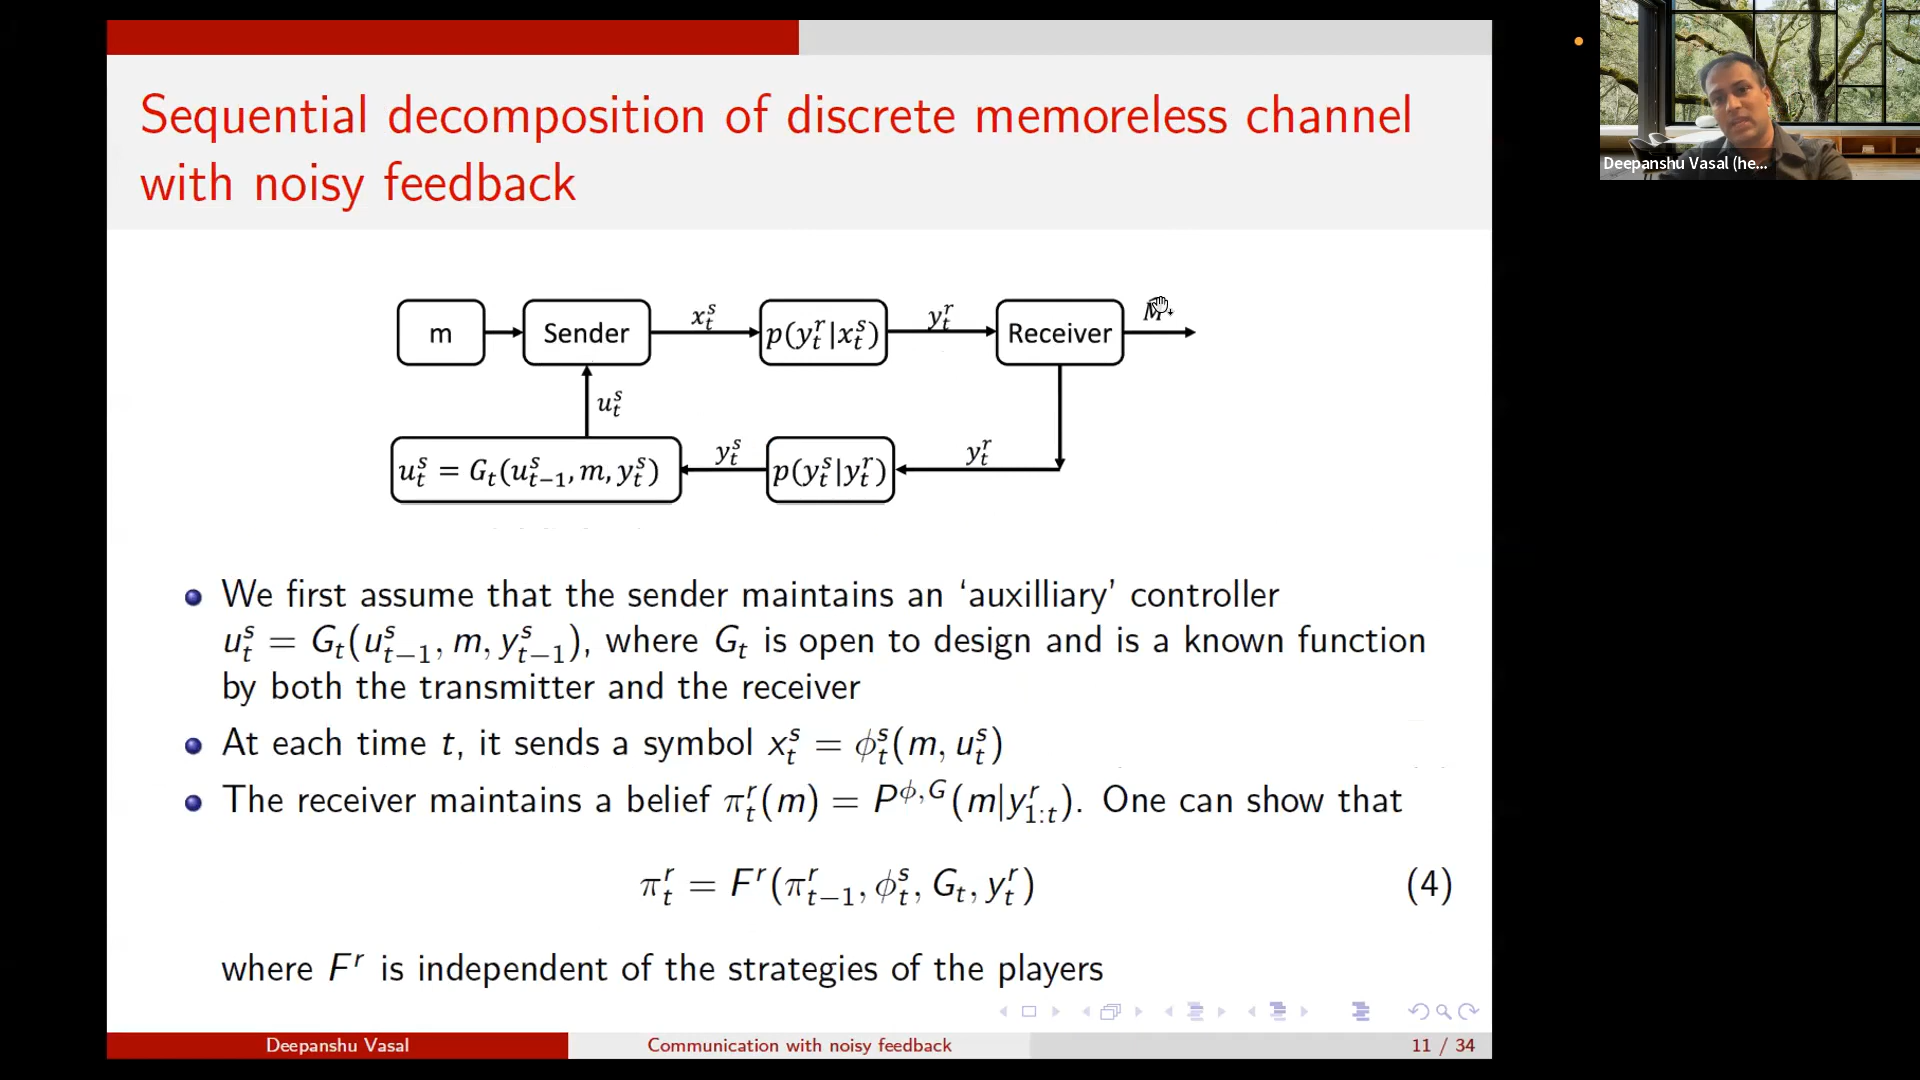 Sequential decomposition of discrete memoreless channel
with noisy feedback
m
Sender
x_t^s
p(y_t^r|x_t^s)
y_t^r
Receiver
u_t^s
u_t^s = G_t(u_{t−1}^s, m, y_t^s)
y_t^s
p(y_t^s|y_t^r)
y_t^r
We first assume that the sender maintains an ‘auxilliary’ controller
u_t^s = G_t(u_{t−1}^s, m, y_{t−1}^s), where G_t is open to design and is a known function
by both the transmitter and the receiver
At each time t, it sends a symbol x_t^s = ϕ_t^s(m, u_t^s)
The receiver maintains a belief π_t^r(m) = P^{ϕ,G}(m|y_{1:t}^r). One can show that
π_t^r = F^r(π_{t−1}^r, ϕ_t^s, G_t, y_t^r) (4)
where F^r is independent of the strategies of the players
Deepanshu Vasal
Communication with noisy feedback
11 / 34
Deepanshu Vasal (he...